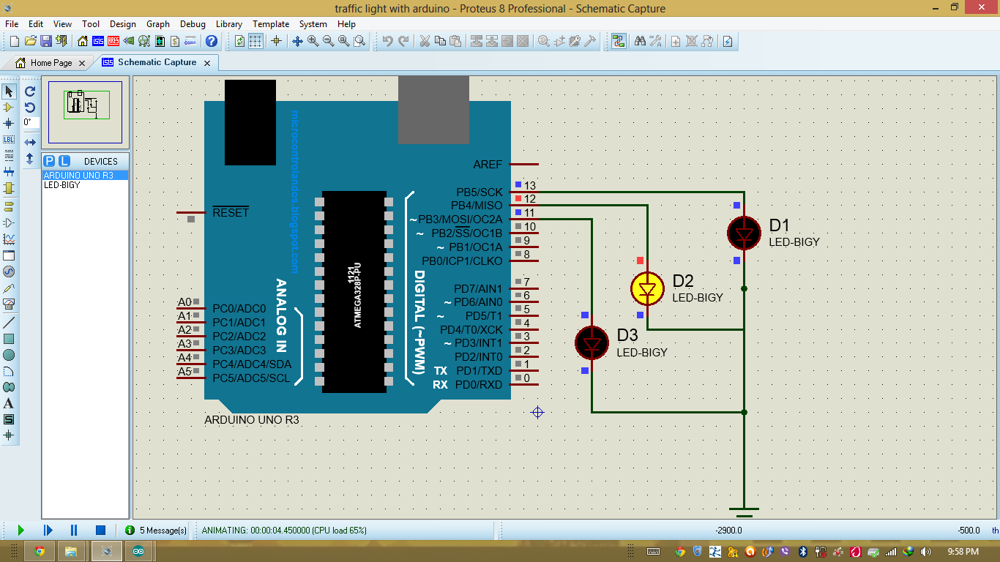 traffic light with arduino - Proteus 8 Professional - Schematic Capture
File Edit View Tool Design Graph Debug Library Template System Help
Home Page Schematic Capture
0°
LBL
P L DEVICES
ARDUINO UNO R3
LED-BIGY
microcontrolandos.blogspot.com
RESET
ANALOG IN
A0 PC0/ADC0
A1 PC1/ADC1
A2 PC2/ADC2
A3 PC3/ADC3
A4 PC4/ADC4/SDA
A5 PC5/ADC5/SCL
1121
ATMEGA328P-PU
DIGITAL (~PWM)
AREF
PB5/SCK 13
PB4/MISO 12
~PB3/MOSI/OC2A 11
~ PB2/SS/OC1B 10
~ PB1/OC1A 9
PB0/ICP1/CLKO 8
PD7/AIN1 7
~ PD6/AIN0 6
~ PD5/T1 5
PD4/T0/XCK 4
~ PD3/INT1 3
PD2/INT0 2
TX PD1/TXD 1
RX PD0/RXD 0
ARDUINO UNO R3
D1
LED-BIGY
D2
LED-BIGY
D3
LED-BIGY
5 Message(s) ANIMATING: 00:00:04.450000 (CPU load 65%) -2900.0 -500.0 th
9:58 PM